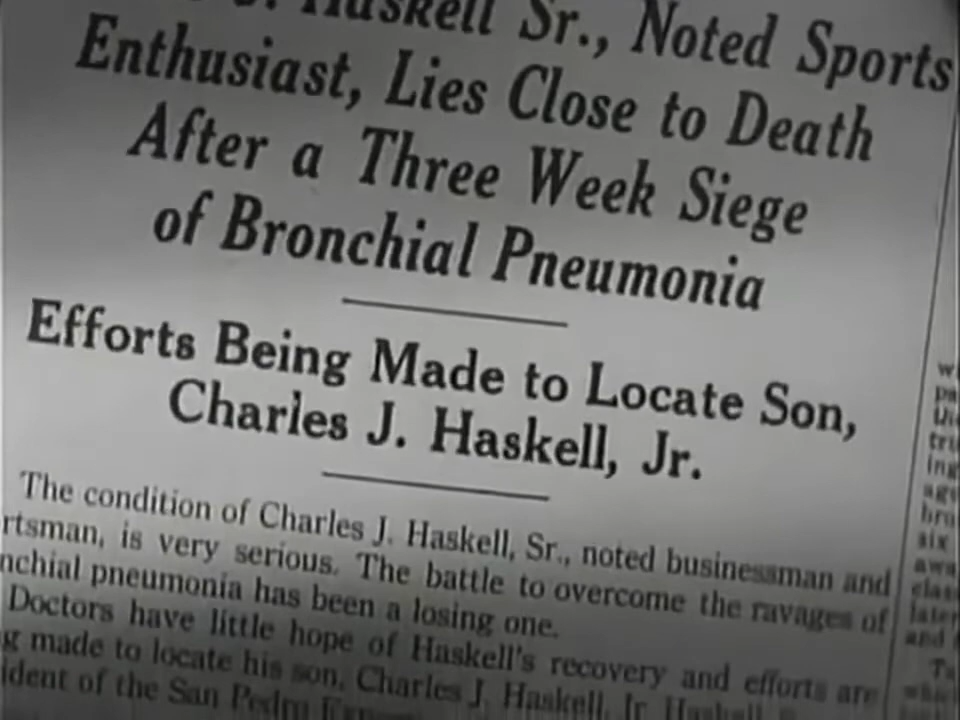 J. Haskell Sr., Noted Sports
Enthusiast, Lies Close to Death
After a Three Week Siege
of Bronchial Pneumonia
Efforts Being Made to Locate Son,
Charles J. Haskell, Jr.
The condition of Charles J. Haskell, Sr., noted businessman and
rtsman, is very serious. The battle to overcome the ravages of
nchial pneumonia has been a losing one.
Doctors have little hope of Haskell's recovery and efforts are
g made to locate his son, Charles J. Haskell, Jr. Haskell
ident of the San Pedro